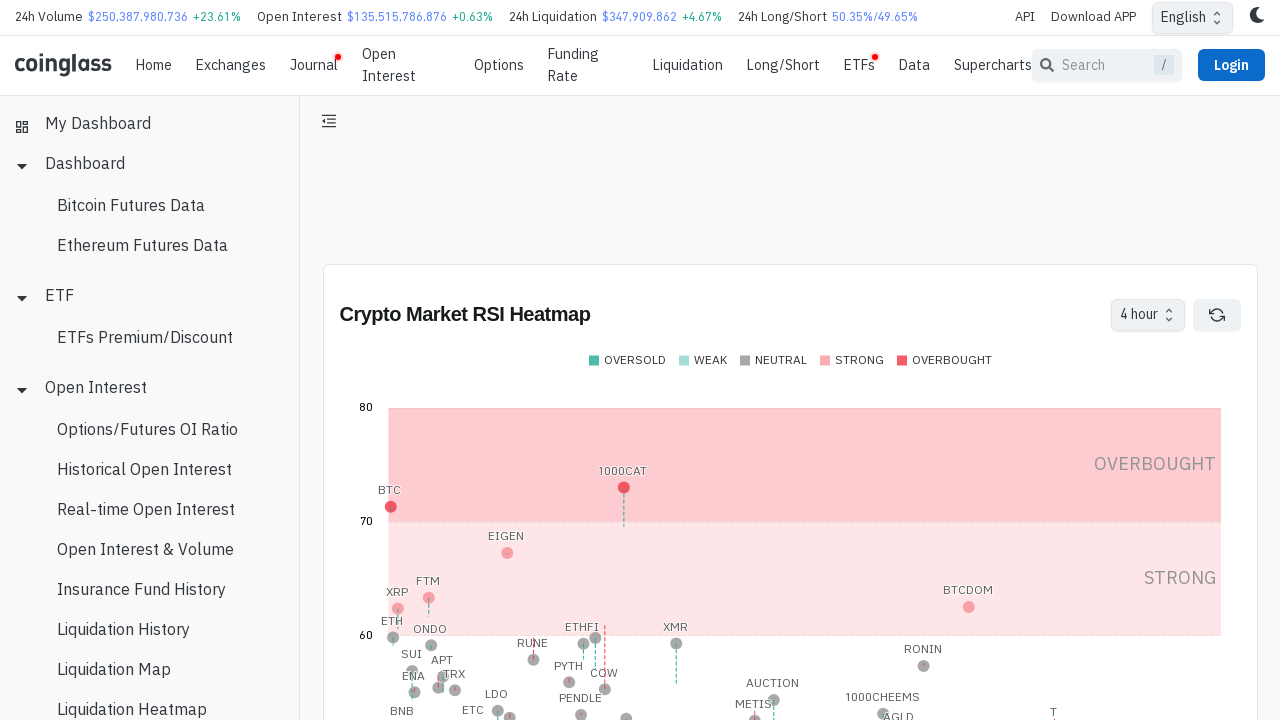 24h Volume $250,387,980,736 +23.61% Open Interest $135,515,786,876 +0.63% 24h Liquidation $347,909,862 +4.67% 24h Long/Short 50.35%/49.65% API Download APP English
coinglass Home Exchanges Journal Open Interest Options Funding Rate Liquidation Long/Short ETFs Data Supercharts Search / Login
My Dashboard
Dashboard
Bitcoin Futures Data
Ethereum Futures Data
ETF
ETFs Premium/Discount
Open Interest
Options/Futures OI Ratio
Historical Open Interest
Real-time Open Interest
Open Interest & Volume
Insurance Fund History
Liquidation History
Liquidation Map
Liquidation Heatmap
Crypto Market RSI Heatmap
4 hour
OVERSOLD WEAK NEUTRAL STRONG OVERBOUGHT
80
OVERBOUGHT
1000CAT
BTC
70
EIGEN
STRONG
FTM
XRP
BTCDOM
ETH
ONDO
ETHFI
XMR
60
RUNE
RONIN
SUI
APT
PYTH
ENA
TRX
COW
AUCTION
LDO
PENDLE
1000CHEEMS
METIS
BNB
ETC
T
AGLD